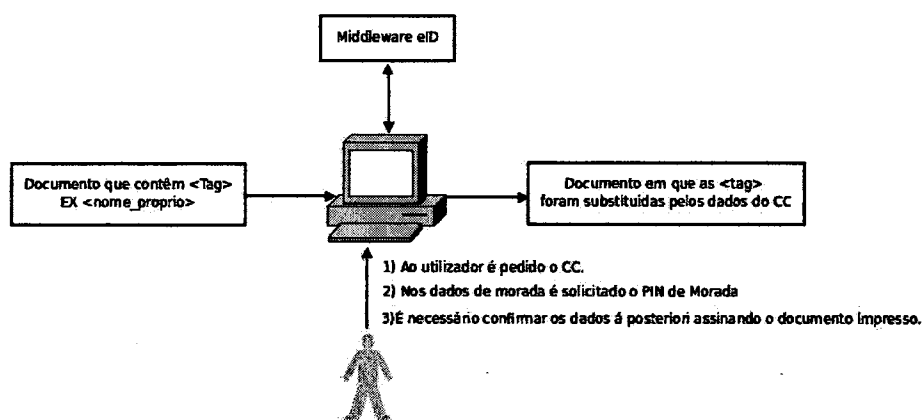 Middleware eID
Documento que contêm <Tag>
EX <nome_proprio>
Documento em que as <tag>
foram substituidas pelos dados do CC
1) Ao utilizador é pedido o CC.
2) Nos dados de morada é solicitado o PIN de Morada
3)É necessário confirmar os dados á posteriori assinando o documento impresso.